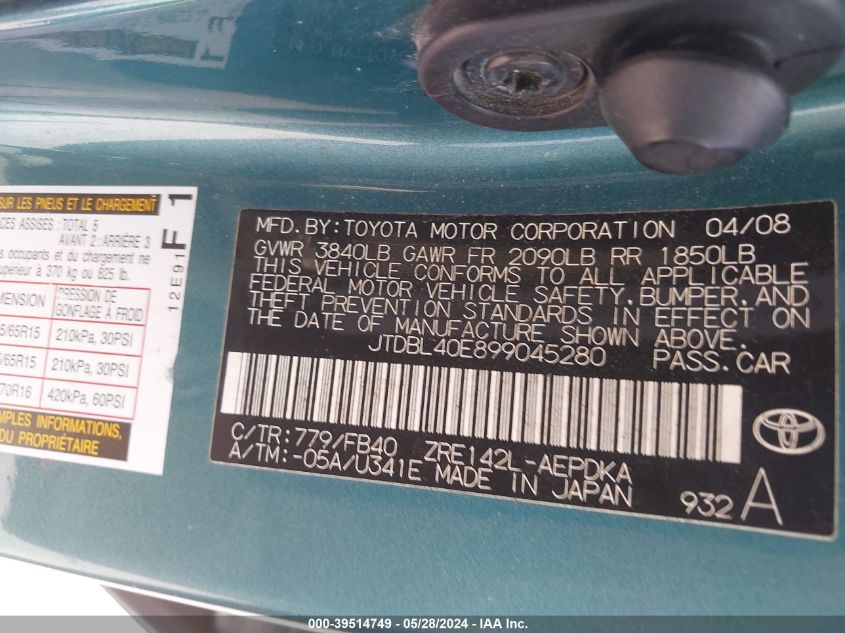 SUR LES PNEUS ET LE CHARGEMENT
ASSISES : TOTAL 5
AVANT 2 : ARRIÈRE 3
occupants et du chargement ne
370 kg ou 825 lb.
PRESSION DE
GONFLAGE À FROID
/65R15 210kPa, 30PSI
/65R15 210kPa, 30PSI
70R16 420kPa, 60PSI
INFORMATIONS,
DU PROPRIÉTAIRE
F1
12E91
MFD. BY: TOYOTA MOTOR CORPORATION 04/08
GVWR 3840LB GAWR FR 2090LB RR 1850LB
THIS VEHICLE CONFORMS TO ALL APPLICABLE
FEDERAL MOTOR VEHICLE SAFETY, BUMPER, AND
THEFT PREVENTION STANDARDS IN EFFECT ON
THE DATE OF MANUFACTURE SHOWN ABOVE.
JTDBL40E899045280 PASS. CAR
C/TR: 779/FB40 ZRE142L-AEPDKA
A/TM: -05A/U341E MADE IN JAPAN
932 A
000-39514749 - 05/28/2024 - IAA Inc.